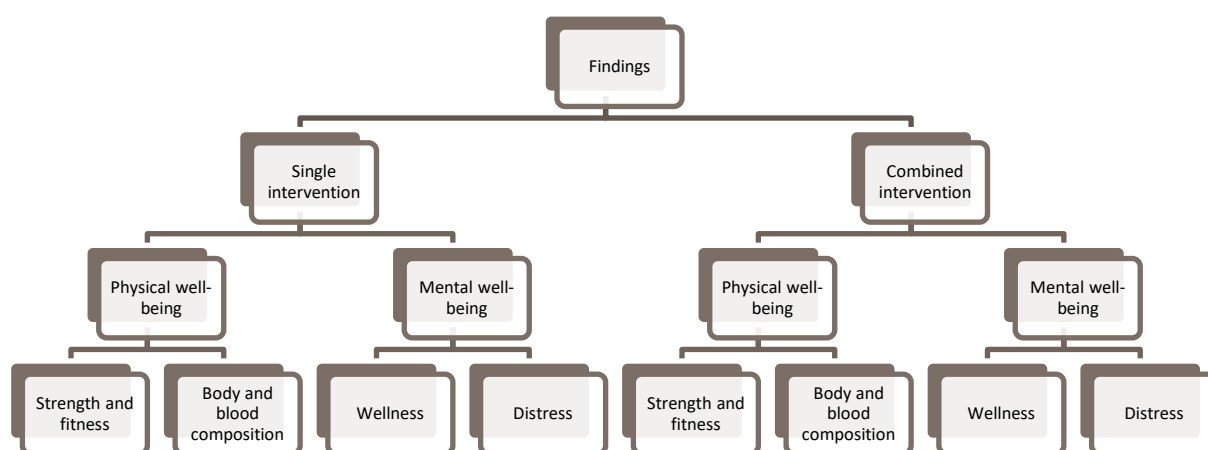 Findings
Single
intervention
Combined
intervention
Physical well-
being
Mental well-
being
Physical well-
being
Mental well-
being
Strength and
fitness
Body and
blood
composition
Wellness
Distress
Strength and
fitness
Body and
blood
composition
Wellness
Distress